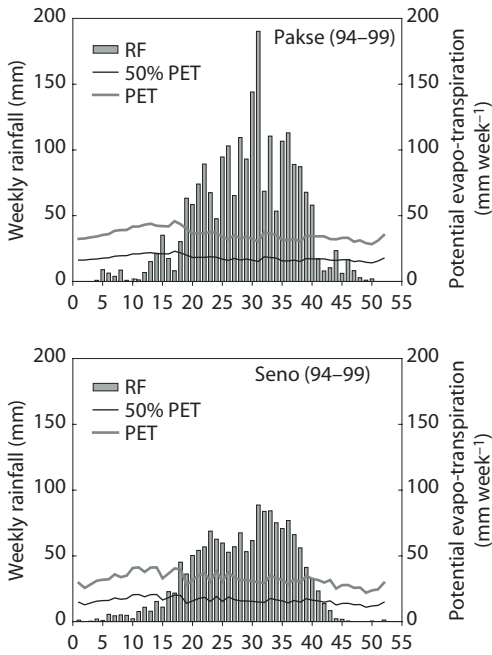 Pakse (94–99)
RF
50% PET
PET
Weekly rainfall (mm)
200
150
100
50
0
200
150
100
50
0
Potential evapo-transpiration
(mm week⁻¹)
0 5 10 15 20 25 30 35 40 45 50 55
Seno (94–99)
RF
50% PET
PET
Weekly rainfall (mm)
200
150
100
50
0
200
150
100
50
0
Potential evapo-transpiration
(mm week⁻¹)
0 5 10 15 20 25 30 35 40 45 50 55